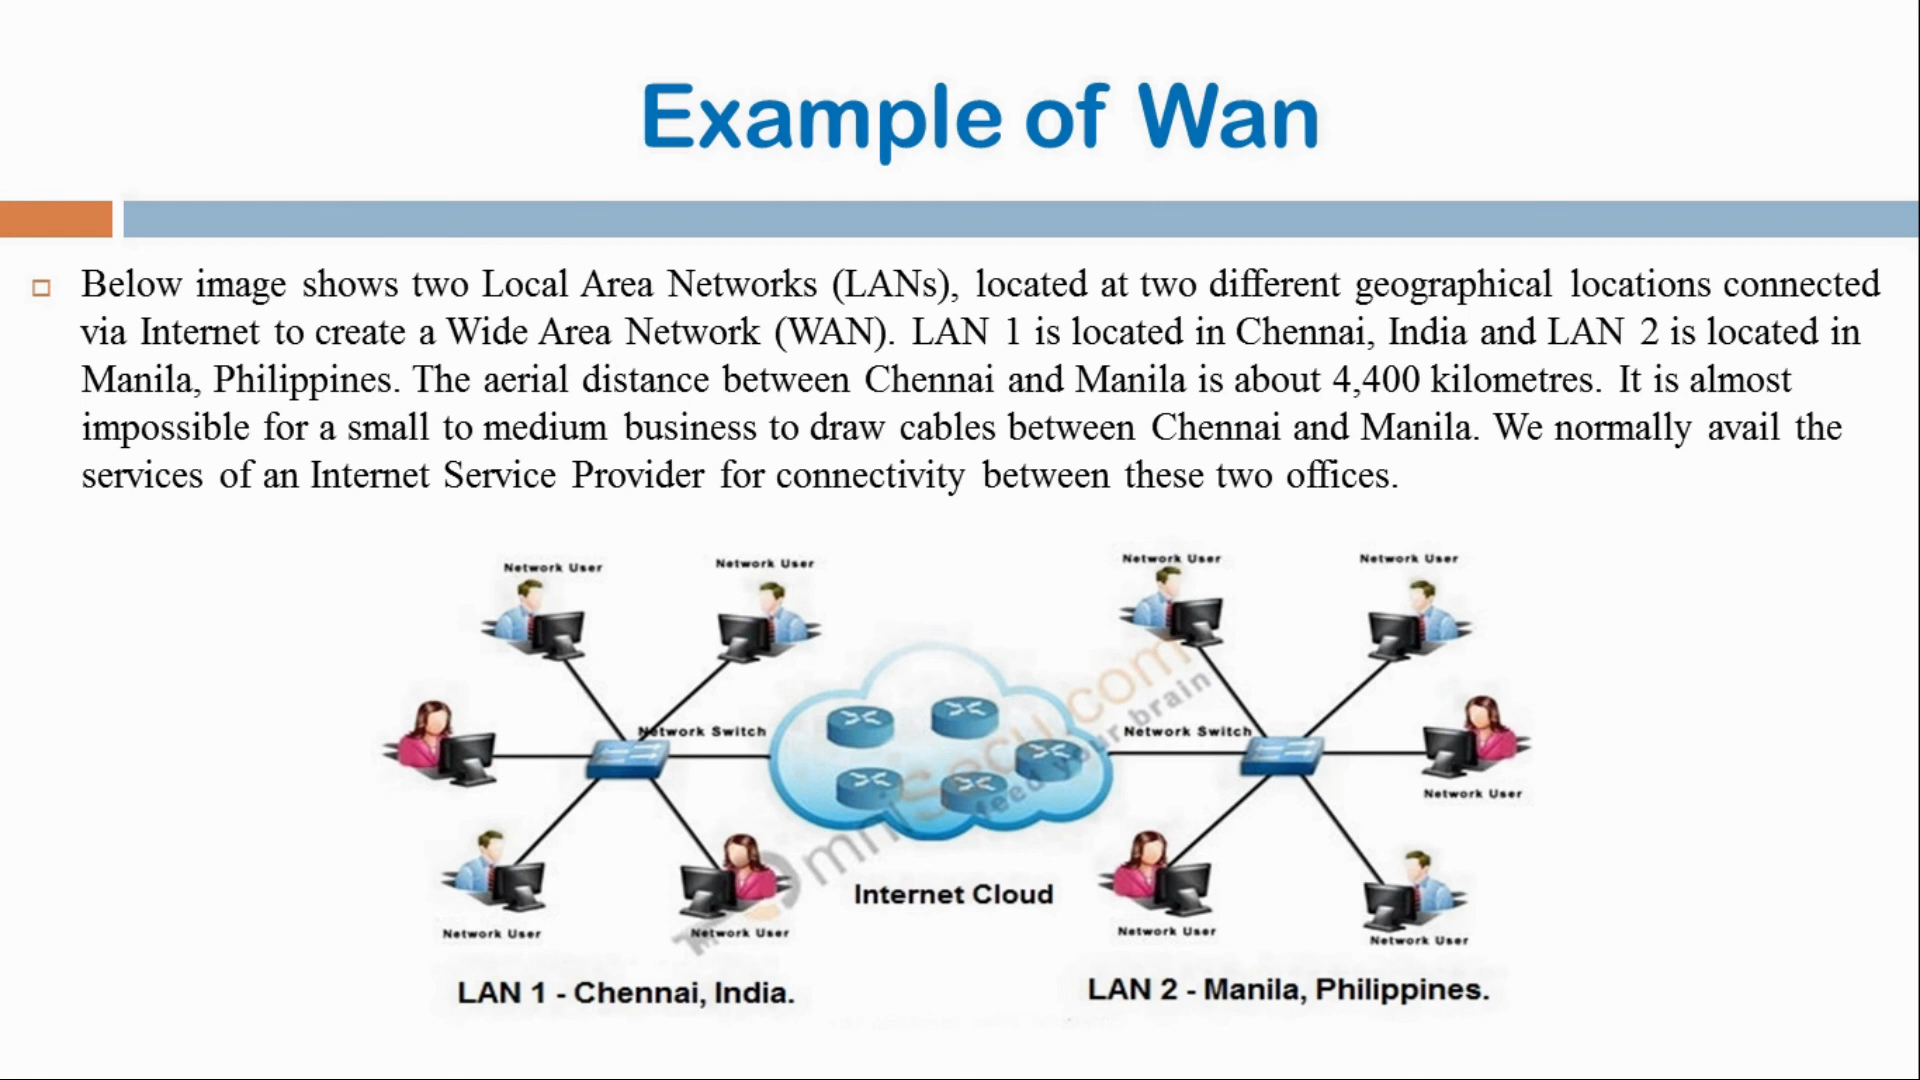 Example of Wan
Below image shows two Local Area Networks (LANs), located at two different geographical locations connected
via Internet to create a Wide Area Network (WAN). LAN 1 is located in Chennai, India and LAN 2 is located in
Manila, Philippines. The aerial distance between Chennai and Manila is about 4,400 kilometres. It is almost
impossible for a small to medium business to draw cables between Chennai and Manila. We normally avail the
services of an Internet Service Provider for connectivity between these two offices.
Network User
Network User
Network User
Network User
Network Switch
Network Switch
Network User
OmniSecu.com
feed your brain
Internet Cloud
Network User
Network User
Network User
Network User
LAN 1 - Chennai, India.
LAN 2 - Manila, Philippines.